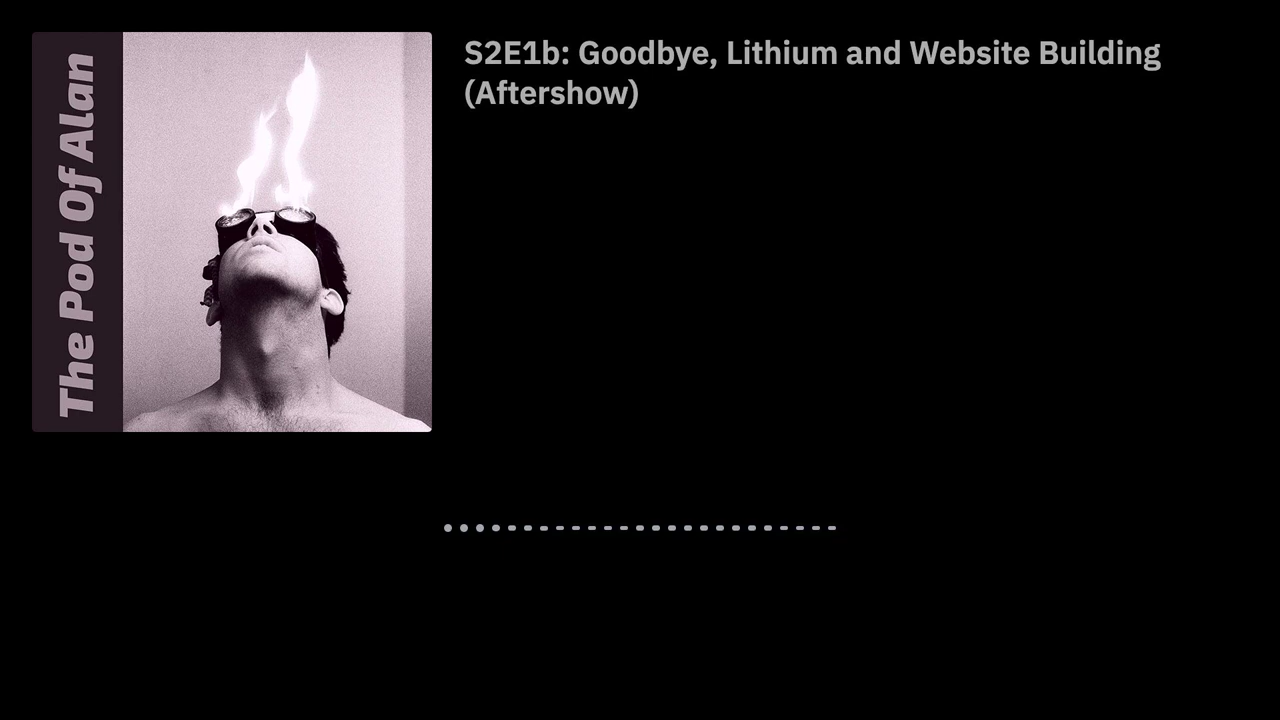 The Pod Of Alan
S2E1b: Goodbye, Lithium and Website Building
(Aftershow)